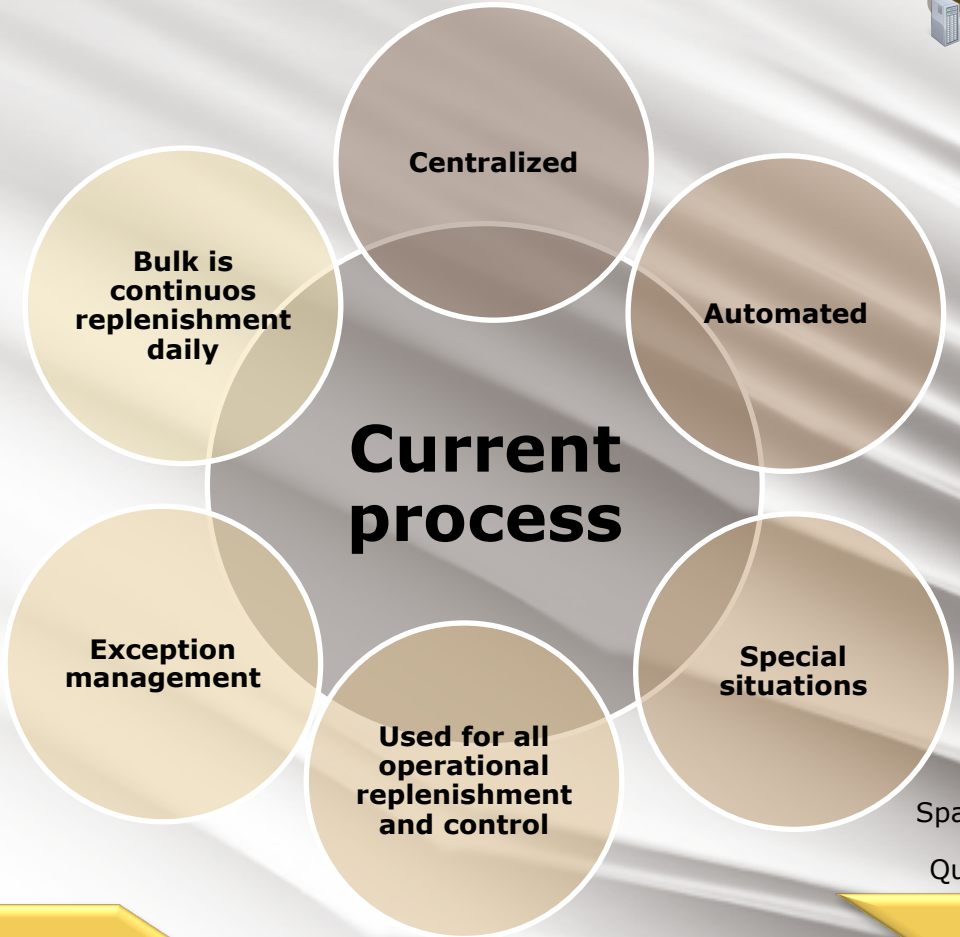 Centralized
Bulk is
continuos
replenishment
daily
Automated
Current
process
Exception
management
Special
situations
Used for all
operational
replenishment
and control